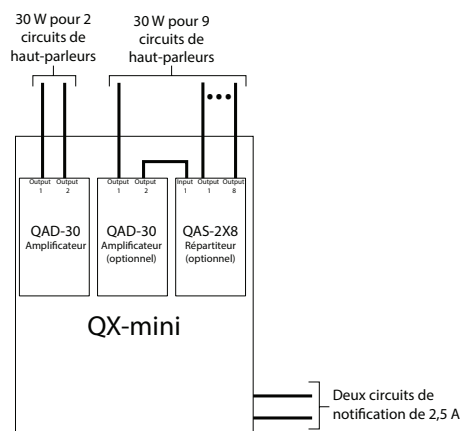 30 W pour 2
circuits de
haut-parleurs
30 W pour 9
circuits de
haut-parleurs
Output
1
Output
2
Output
1
Output
2
Input
1
Output
1
Output
8
QAD-30
Amplificateur
QAD-30
Amplificateur
(optionnel)
QAS-2X8
Répartiteur
(optionnel)
QX-mini
Deux circuits de
notification de 2,5 A